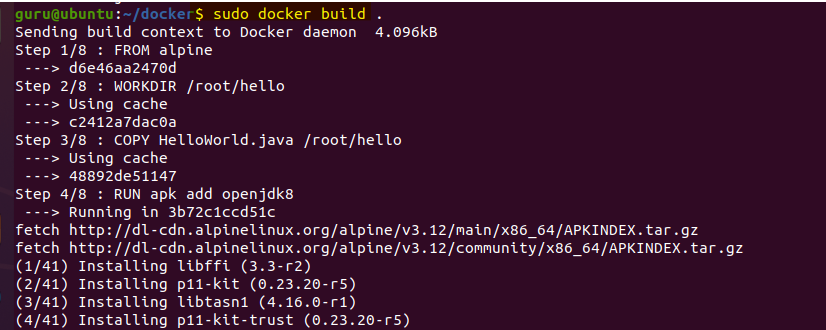 guru@ubuntu:~/docker$ sudo docker build .
Sending build context to Docker daemon  4.096kB
Step 1/8 : FROM alpine
 ---> d6e46aa2470d
Step 2/8 : WORKDIR /root/hello
 ---> Using cache
 ---> c2412a7dac0a
Step 3/8 : COPY HelloWorld.java /root/hello
 ---> Using cache
 ---> 48892de51147
Step 4/8 : RUN apk add openjdk8
 ---> Running in 3b72c1ccd51c
fetch http://dl-cdn.alpinelinux.org/alpine/v3.12/main/x86_64/APKINDEX.tar.gz
fetch http://dl-cdn.alpinelinux.org/alpine/v3.12/community/x86_64/APKINDEX.tar.gz
(1/41) Installing libffi (3.3-r2)
(2/41) Installing p11-kit (0.23.20-r5)
(3/41) Installing libtasn1 (4.16.0-r1)
(4/41) Installing p11-kit-trust (0.23.20-r5)